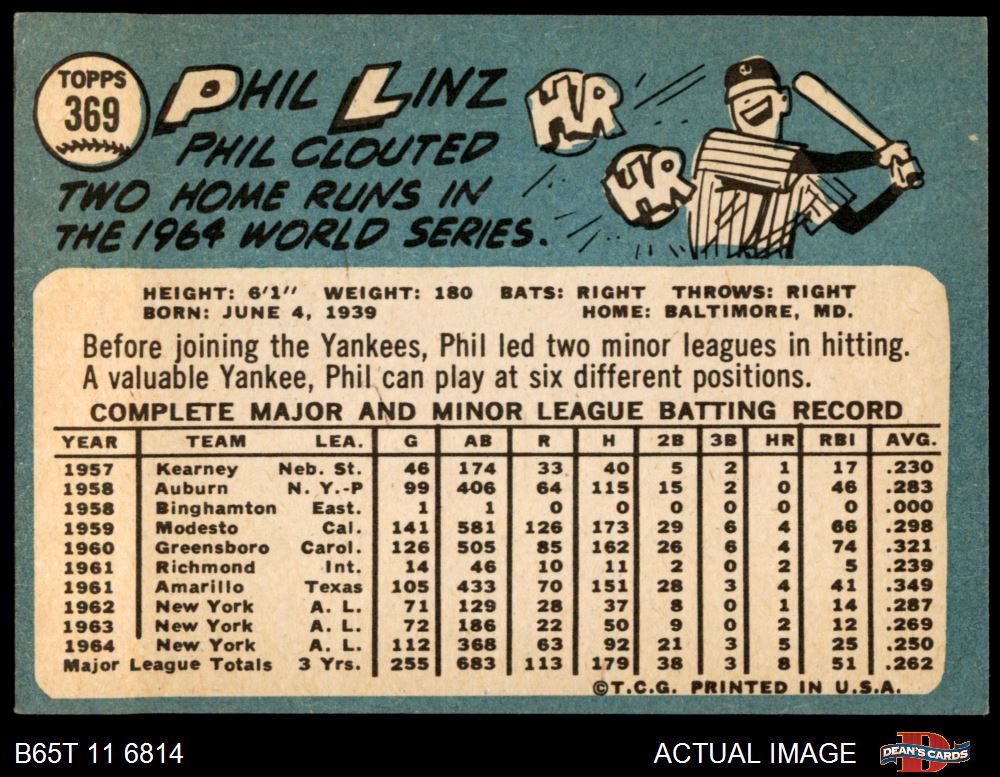 TOPPS
369
PHIL LINZ
PHIL CLOUTED
TWO HOME RUNS IN
THE 1964 WORLD SERIES.
HR
HR
HEIGHT: 6'1" WEIGHT: 180 BATS: RIGHT THROWS: RIGHT
BORN: JUNE 4, 1939 HOME: BALTIMORE, MD.
Before joining the Yankees, Phil led two minor leagues in hitting.
A valuable Yankee, Phil can play at six different positions.
COMPLETE MAJOR AND MINOR LEAGUE BATTING RECORD
YEAR TEAM LEA. G AB R H 2B 3B HR RBI AVG.
1957 Kearney Neb. St. 46 174 33 40 5 2 1 17 .230
1958 Auburn N. Y.-P 99 406 64 115 15 2 0 46 .283
1958 Binghamton East. 1 1 0 0 0 0 0 0 .000
1959 Modesto Cal. 141 581 126 173 29 6 4 66 .298
1960 Greensboro Carol. 126 505 85 162 26 6 4 74 .321
1961 Richmond Int. 14 46 10 11 2 0 2 5 .239
1961 Amarillo Texas 105 433 70 151 28 3 4 41 .349
1962 New York A. L. 71 129 28 37 8 0 1 14 .287
1963 New York A. L. 72 186 22 50 9 0 2 12 .269
1964 New York A. L. 112 368 63 92 21 3 5 25 .250
Major League Totals 3 Yrs. 255 683 113 179 38 3 8 51 .262
©T.C.G. PRINTED IN U.S.A.
B65T 11 6814 ACTUAL IMAGE DEAN'S CARDS